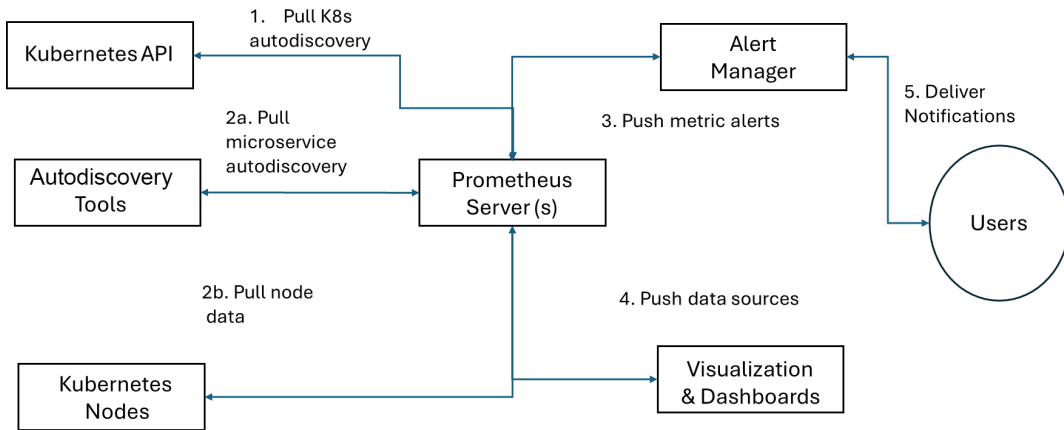 1. Pull K8s
autodiscovery
Kubernetes API
Alert
Manager
5. Deliver
Notifications
2a. Pull
microservice
autodiscovery
3. Push metric alerts
Autodiscovery
Tools
Prometheus
Server (s)
Users
2b. Pull node
data
4. Push data sources
Kubernetes
Nodes
Visualization
& Dashboards